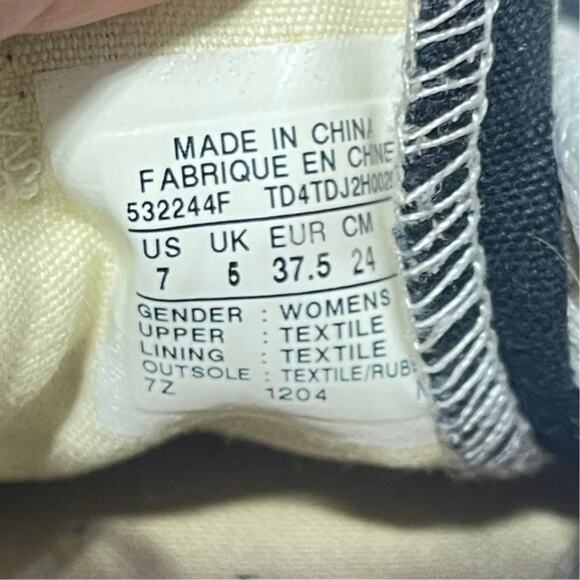 MADE IN CHINA
FABRIQUE EN CHINE
532244F TD4TDJ2H002
US UK EUR CM
7 5 37.5 24
GENDER : WOMENS
UPPER : TEXTILE
LINING : TEXTILE
OUTSOLE : TEXTILE/RUB
7Z 1204